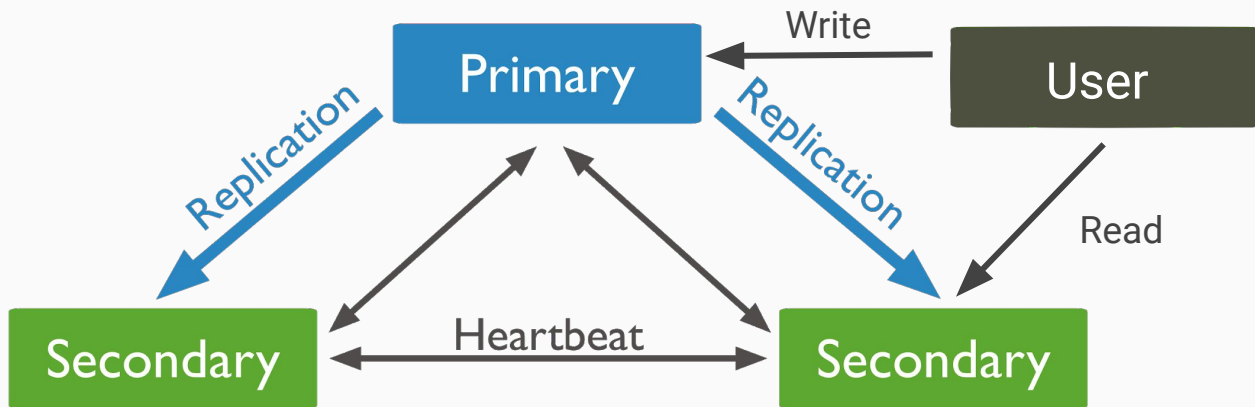 Write
Primary
User
Replication
Replication
Read
Heartbeat
Secondary
Secondary